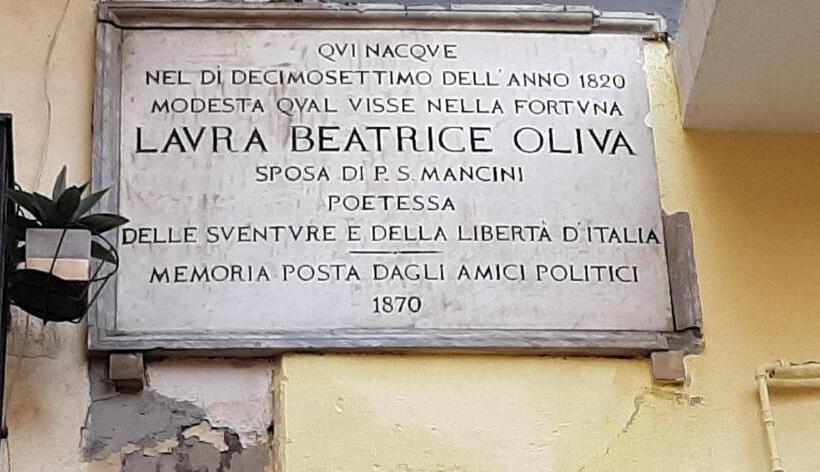 QVI NACQVE
NEL DÌ DECIMOSETTIMO DELL'ANNO 1820
MODESTA QVAL VISSE NELLA FORTVNA
LAVRA BEATRICE OLIVA
SPOSA DI P. S. MANCINI
POETESSA
DELLE SVENTVRE E DELLA LIBERTÀ D'ITALIA
MEMORIA POSTA DAGLI AMICI POLITICI
1870